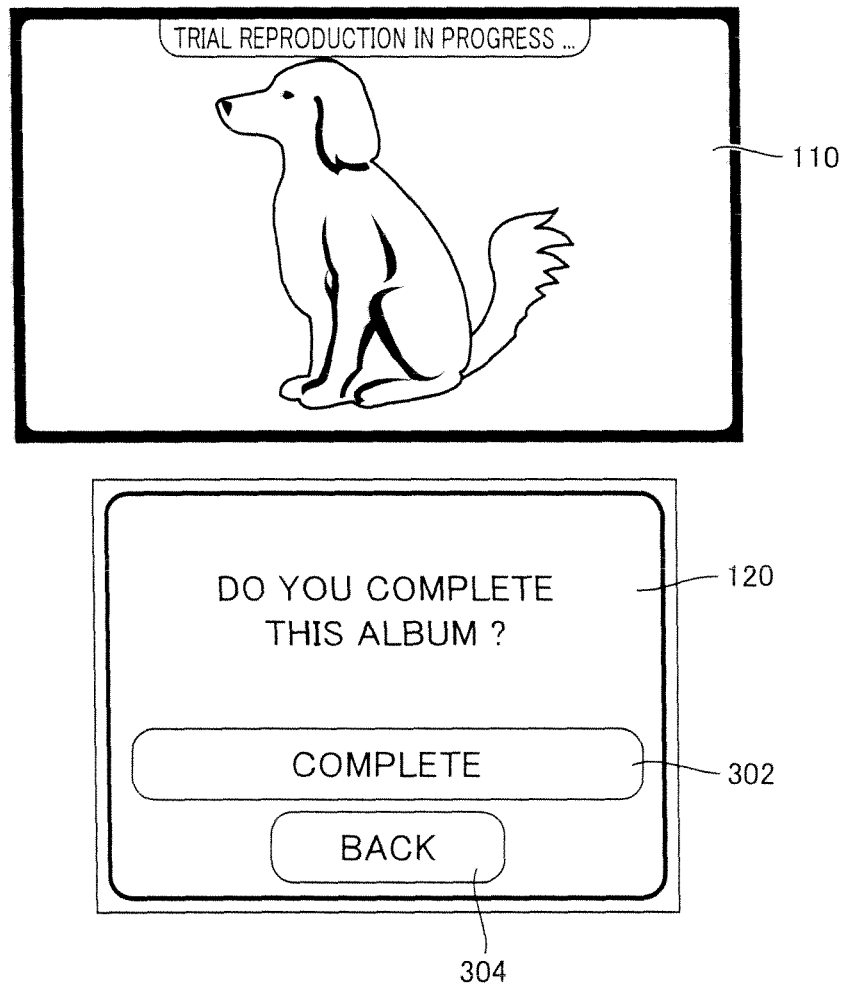 TRIAL REPRODUCTION IN PROGRESS ...
110
DO YOU COMPLETE
THIS ALBUM ?
120
COMPLETE
302
BACK
304